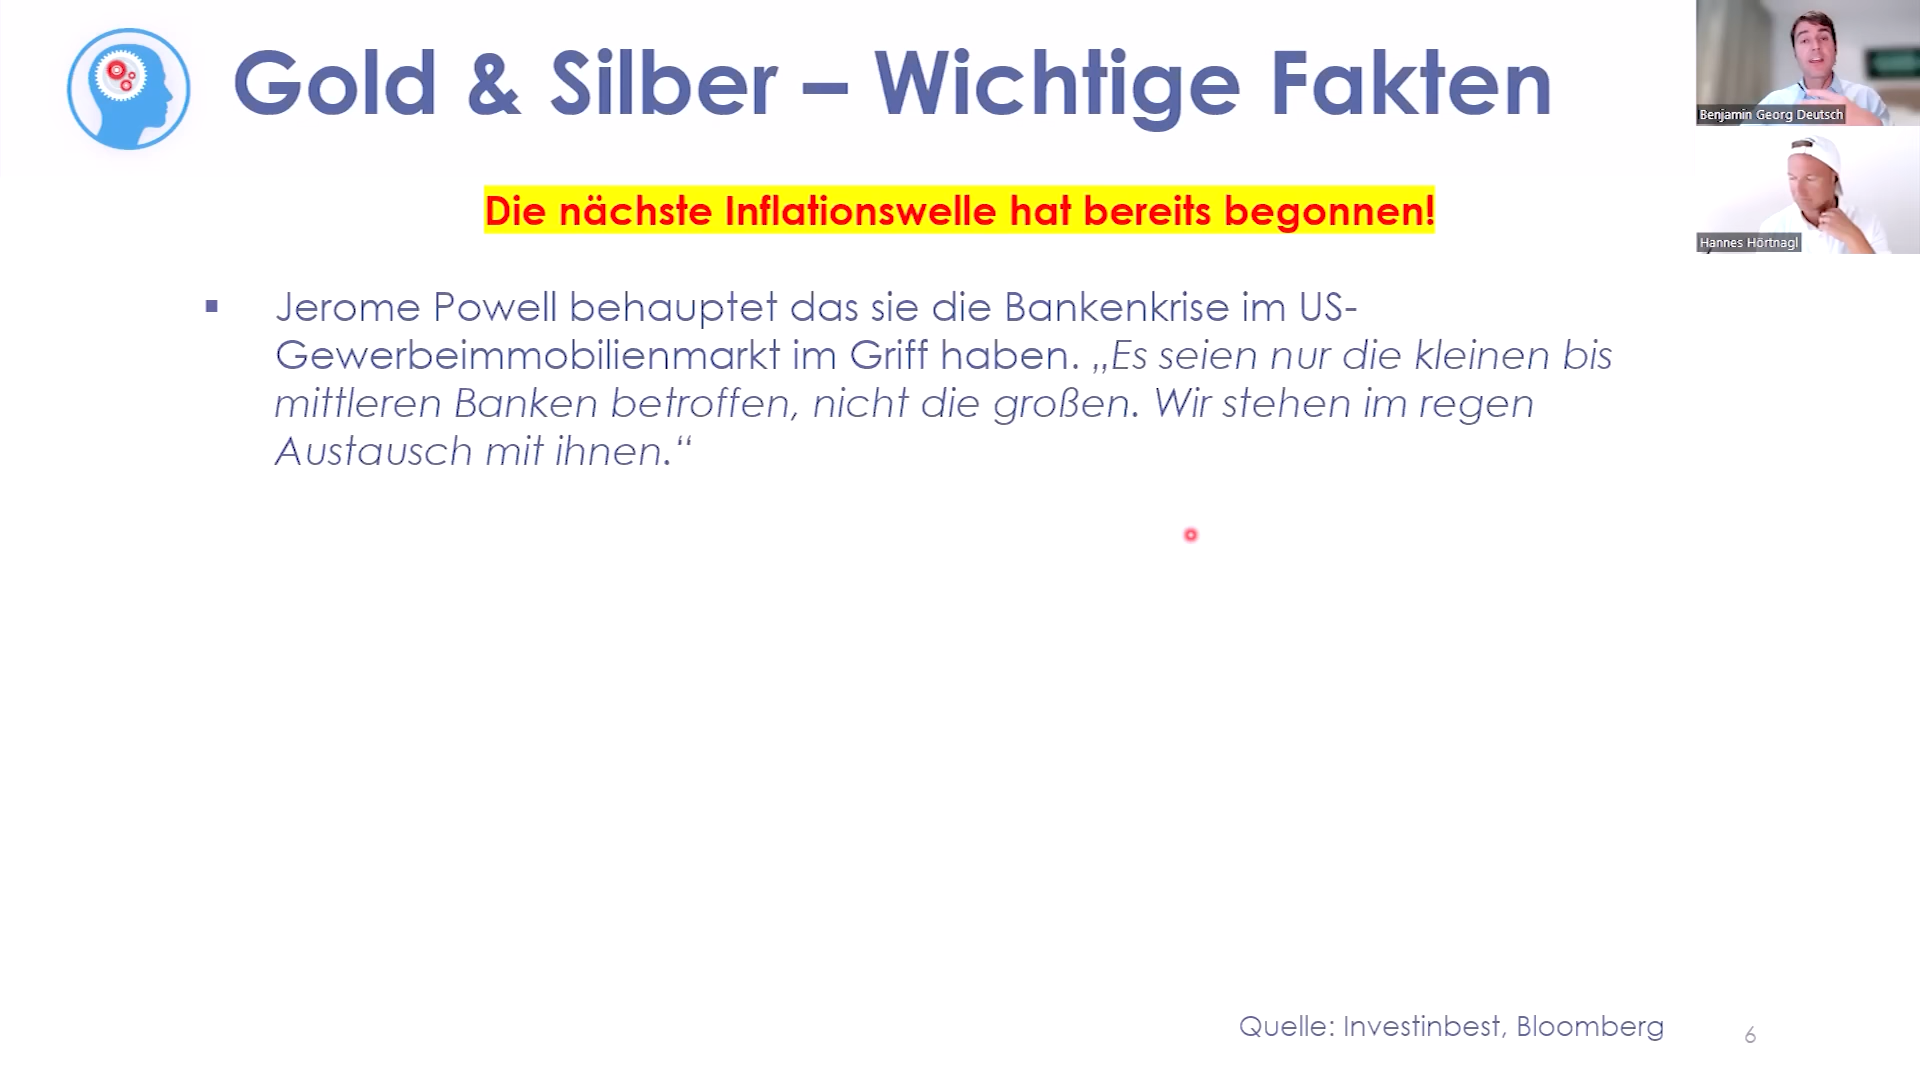 Gold & Silber – Wichtige Fakten
Benjamin Georg Deutsch
Hannes Hörtnagl
Die nächste Inflationswelle hat bereits begonnen!
▪ Jerome Powell behauptet das sie die Bankenkrise im US-
Gewerbeimmobilienmarkt im Griff haben. „Es seien nur die kleinen bis
mittleren Banken betroffen, nicht die großen. Wir stehen im regen
Austausch mit ihnen.“
Quelle: Investinbest, Bloomberg
6